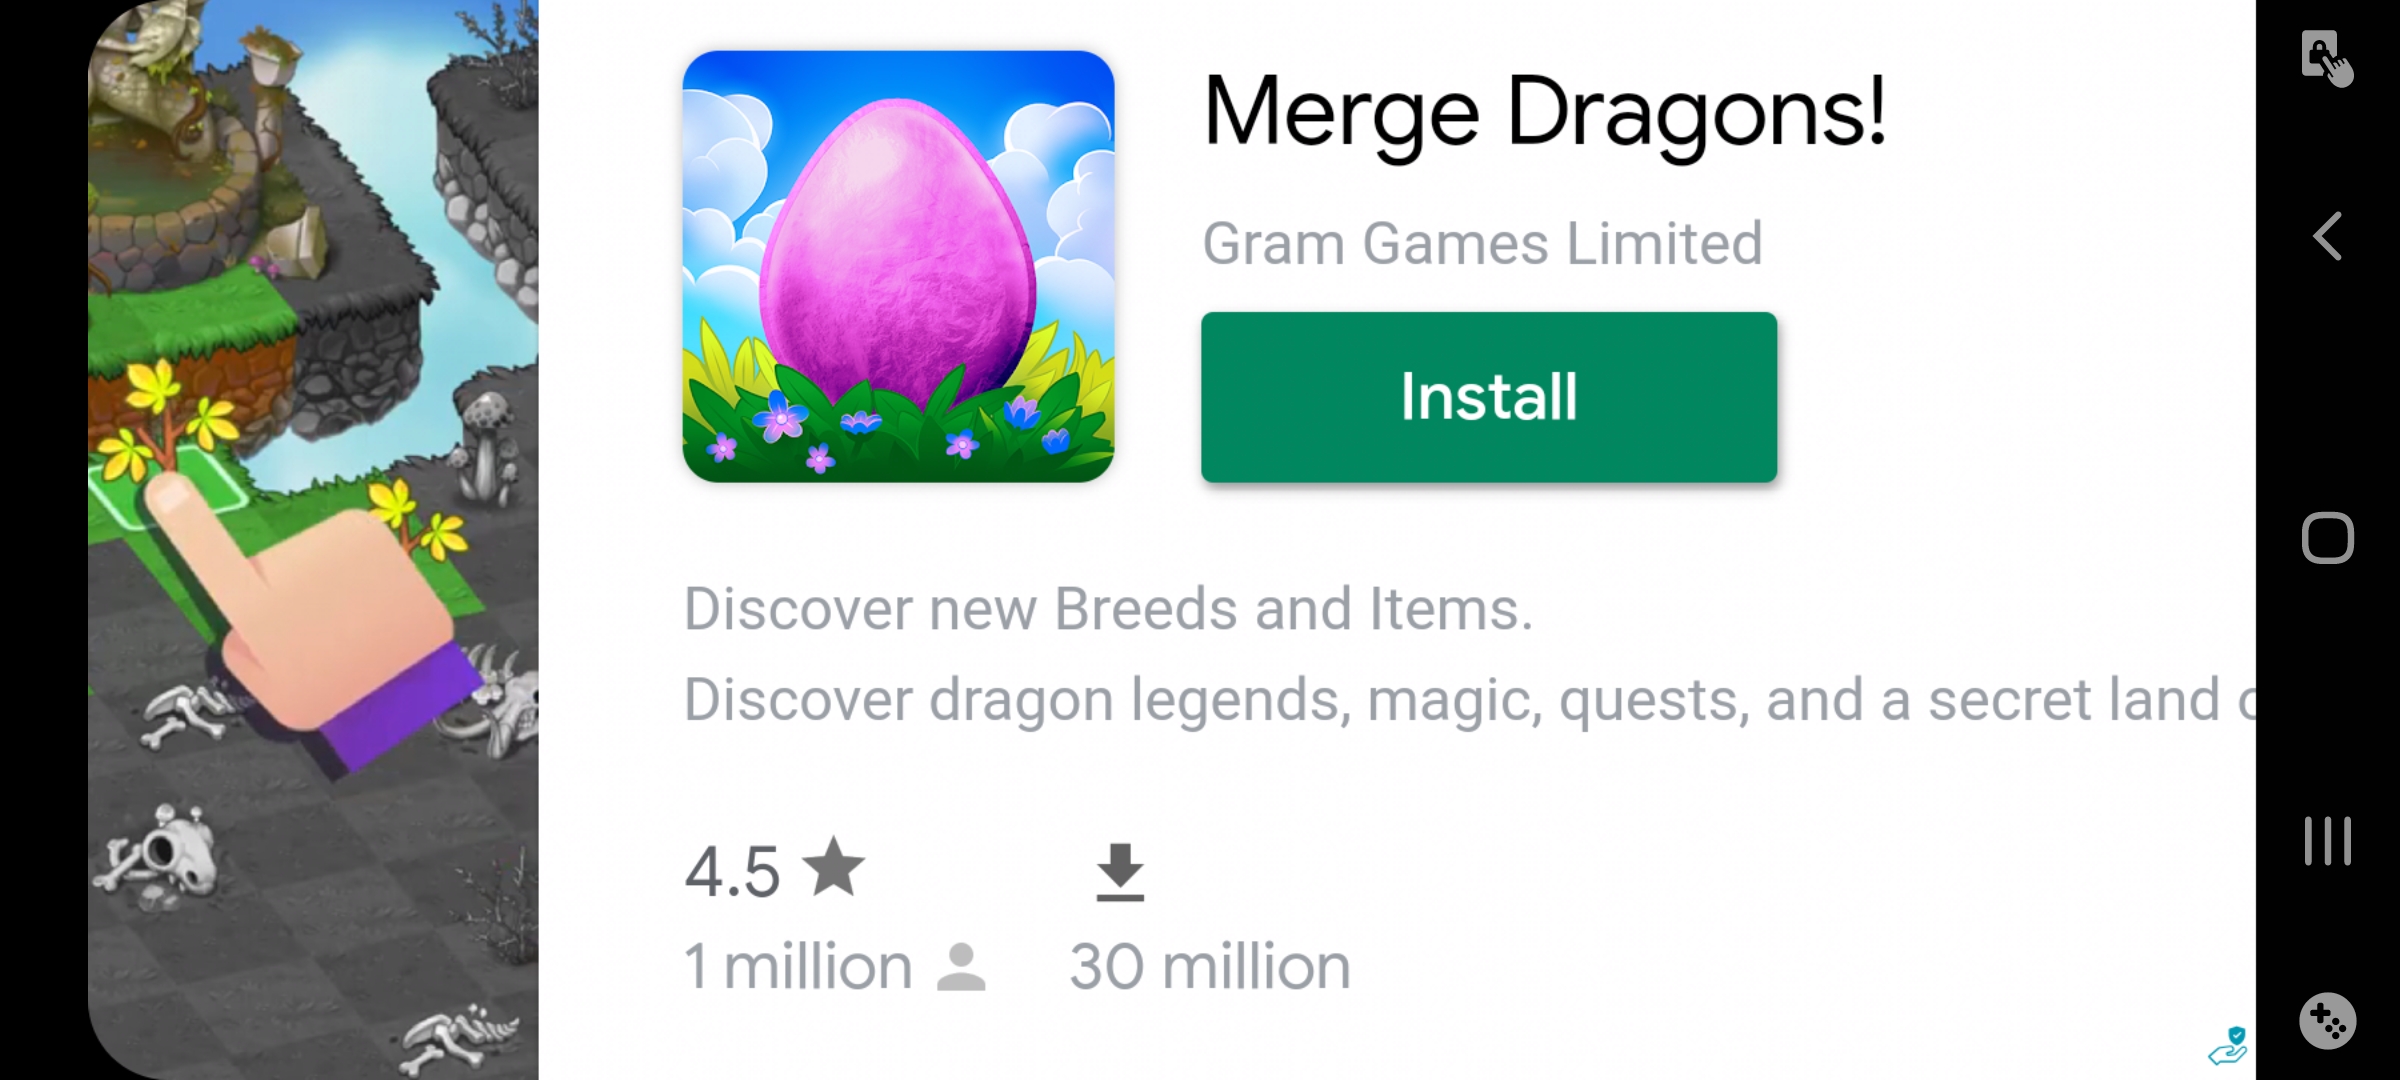 Merge Dragons!
Gram Games Limited
Install
Discover new Breeds and Items.
Discover dragon legends, magic, quests, and a secret land
4.5
1 million
30 million